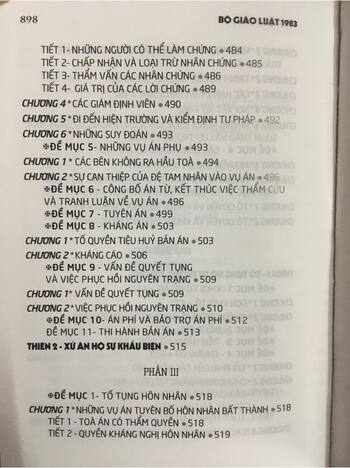 898
BỘ GIÁO LUẬT 1983
TIẾT 1- NHỮNG NGƯỜI CÓ THỂ LÀM CHỨNG ● 484
TIẾT 2- CHẤP NHẬN VÀ LOẠI TRỪ NHÂN CHỨNG ● 485
TIẾT 3- THẨM VẤN CÁC NHÂN CHỨNG ● 486
TIẾT 4- GIÁ TRỊ CỦA CÁC LỜI CHỨNG ● 489
CHƯƠNG 4* CÁC GIÁM ĐỊNH VIÊN ● 490
CHƯƠNG 5* ĐI ĐẾN HIỆN TRƯỜNG VÀ KIỂM ĐỊNH TƯ PHÁP ● 492
CHƯƠNG 6* NHỮNG SUY ĐOÁN ● 493
✠ĐỀ MỤC 5- NHỮNG VỤ ÁN PHỤ ● 493
CHƯƠNG 1* CÁC BÊN KHÔNG RA HẦU TOÀ ● 494
CHƯƠNG 2* SỰ CAN THIỆP CỦA ĐỆ TAM NHÂN VÀO VỤ ÁN ● 496
✠ĐỀ MỤC 6 - CÔNG BỐ ÁN TỪ, KẾT THÚC VIỆC THẨM CỨU
VÀ TRANH LUẬN VỀ VỤ ÁN ● 496
✠ĐỀ MỤC 7 - TUYÊN ÁN ● 499
✠ĐỀ MỤC 8 - KHÁNG ÁN ● 503
CHƯƠNG 1* TỐ QUYỀN TIÊU HUỶ BẢN ÁN ● 503
CHƯƠNG 2* KHÁNG CÁO ● 506
✠ĐỀ MỤC 9 - VẤN ĐỀ QUYẾT TỤNG
VÀ VIỆC PHỤC HỒI NGUYÊN TRẠNG ● 509
CHƯƠNG 1* VẤN ĐỀ QUYẾT TỤNG ● 509
CHƯƠNG 2* VIỆC PHỤC HỒI NGUYÊN TRẠNG ● 510
✠ĐỀ MỤC 10- ÁN PHÍ VÀ BẢO TRỢ ÁN PHÍ ● 512
ĐỀ MỤC 11- THI HÀNH BẢN ÁN ● 513
THIÊN 2 - XỬ ÁN HỘ SỰ KHẨU BIỆN ● 515
PHẦN III
✠ĐỀ MỤC 1- TỐ TỤNG HÔN NHÂN ● 518
CHƯƠNG 1* NHỮNG VỤ ÁN TUYÊN BỐ HÔN NHÂN BẤT THÀNH ● 518
TIẾT 1 - TOÀ ÁN CÓ THẨM QUYỀN ● 518
TIẾT 2 - QUYỀN KHÁNG NGHỊ HÔN NHÂN ● 519